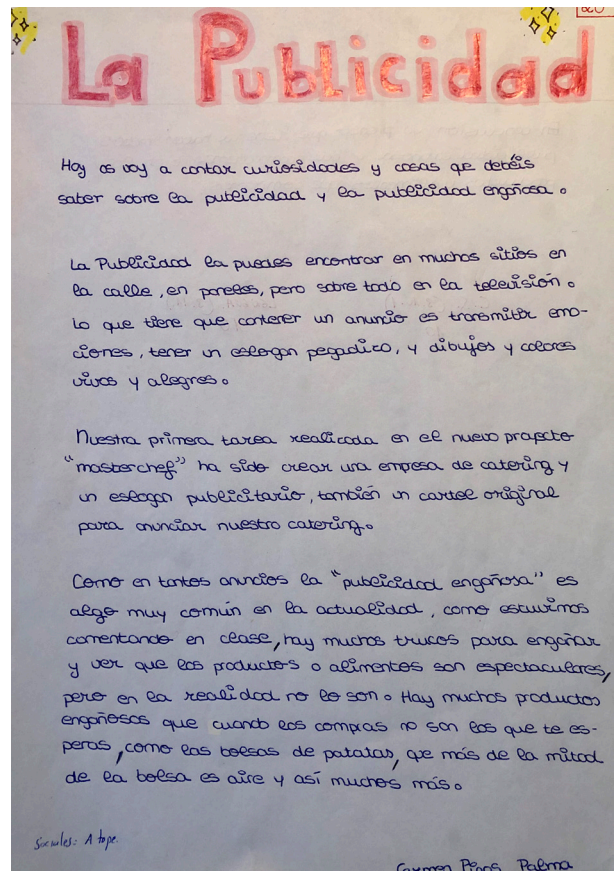 La Publicidad
Hoy os voy a contar curiosidades y cosas qe debéis
saber sobre la publicidad y la publicidad engañosa.
La Publicidad la puedes encontrar en muchos sitios en
la calle, en paneles, pero sobre todo en la televisión.
Lo que tiene que contener un anuncio es transmitir emo-
ciones, tener un eslogan pegadizo, y dibujos y colores
vivos y alegres.
Nuestra primera tarea realizada en el nuevo proyecto
"masterchef" ha sido crear una empresa de catering y
un eslogan publicitario, también un cartel original
para anunciar nuestro catering.
Como en tantos anuncios la "publicidad engañosa" es
algo muy común en la actualidad, como estuvimos
comentando en clase, hay muchos trucos para engañar
y ver que los productos o alimentos son espectaculares,
pero en la realidad no lo son. Hay muchos productos
engañosos que cuando los compras no son los que te es-
peras, como las bolsas de patatas, qe más de la mitad
de la bolsa es aire y así muchos más.
Sociales: A tope.
Carmen Palma